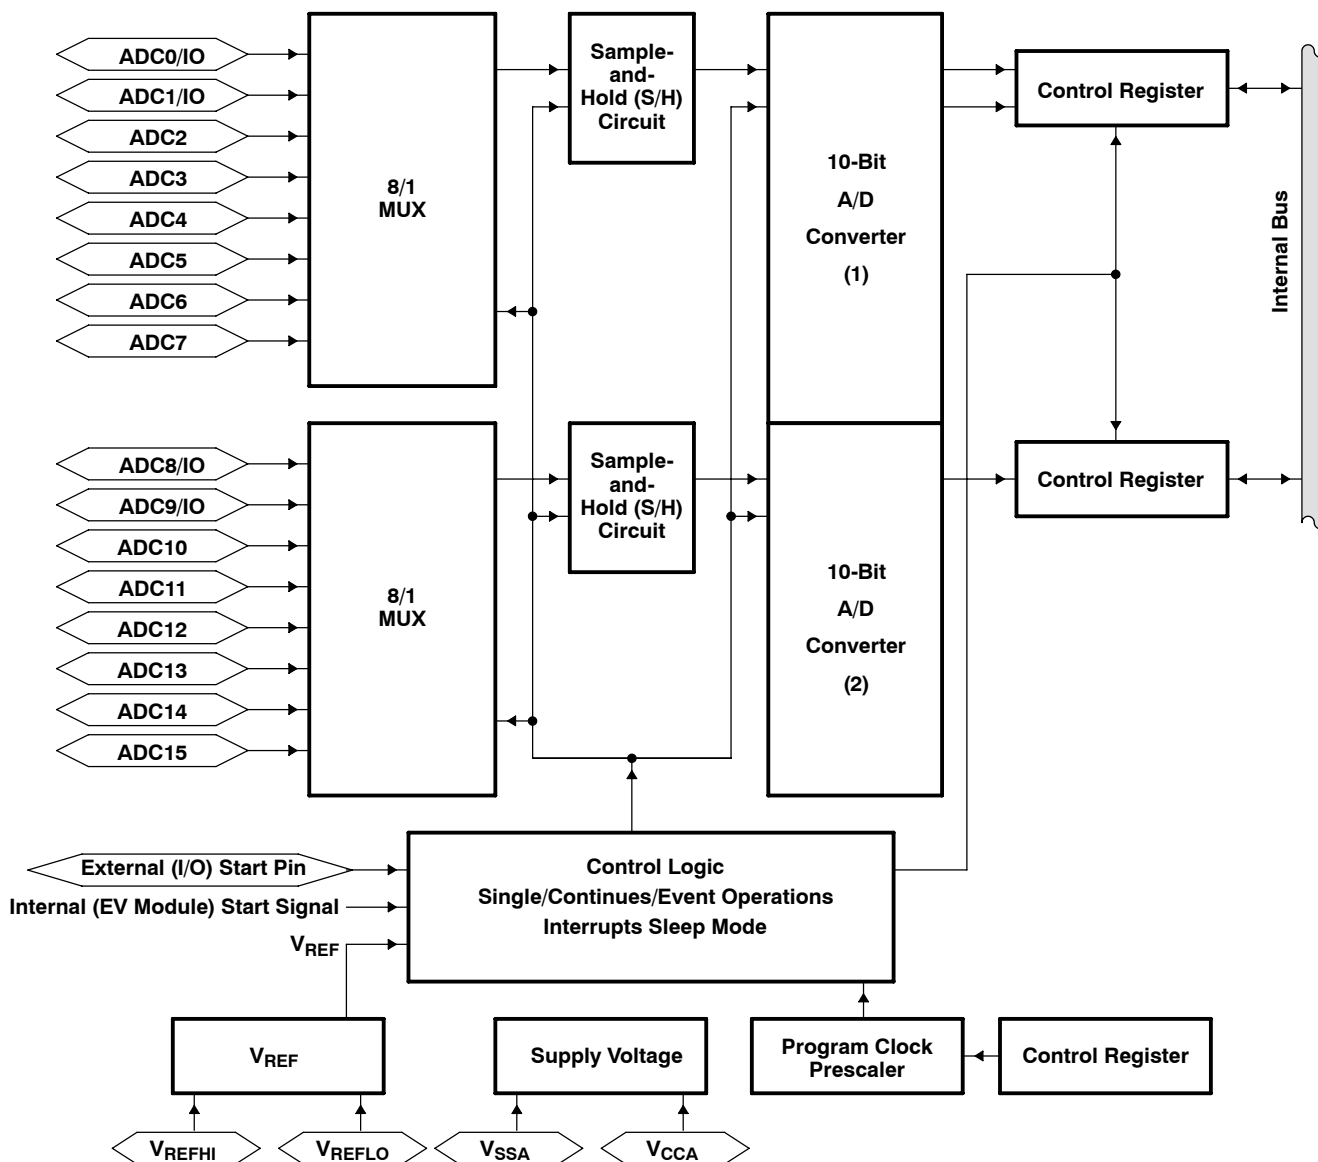 ADC0/IO
ADC1/IO
ADC2
ADC3
ADC4
ADC5
ADC6
ADC7
8/1
MUX
Sample-
and-
Hold (S/H)
Circuit
10-Bit
A/D
Converter
(1)
Control Register
Internal Bus
ADC8/IO
ADC9/IO
ADC10
ADC11
ADC12
ADC13
ADC14
ADC15
8/1
MUX
Sample-
and-
Hold (S/H)
Circuit
10-Bit
A/D
Converter
(2)
Control Register
External (I/O) Start Pin
Internal (EV Module) Start Signal
VREF
Control Logic
Single/Continues/Event Operations
Interrupts Sleep Mode
VREF
Supply Voltage
Program Clock
Prescaler
Control Register
VREFHI
VREFLO
VSSA
VCCA